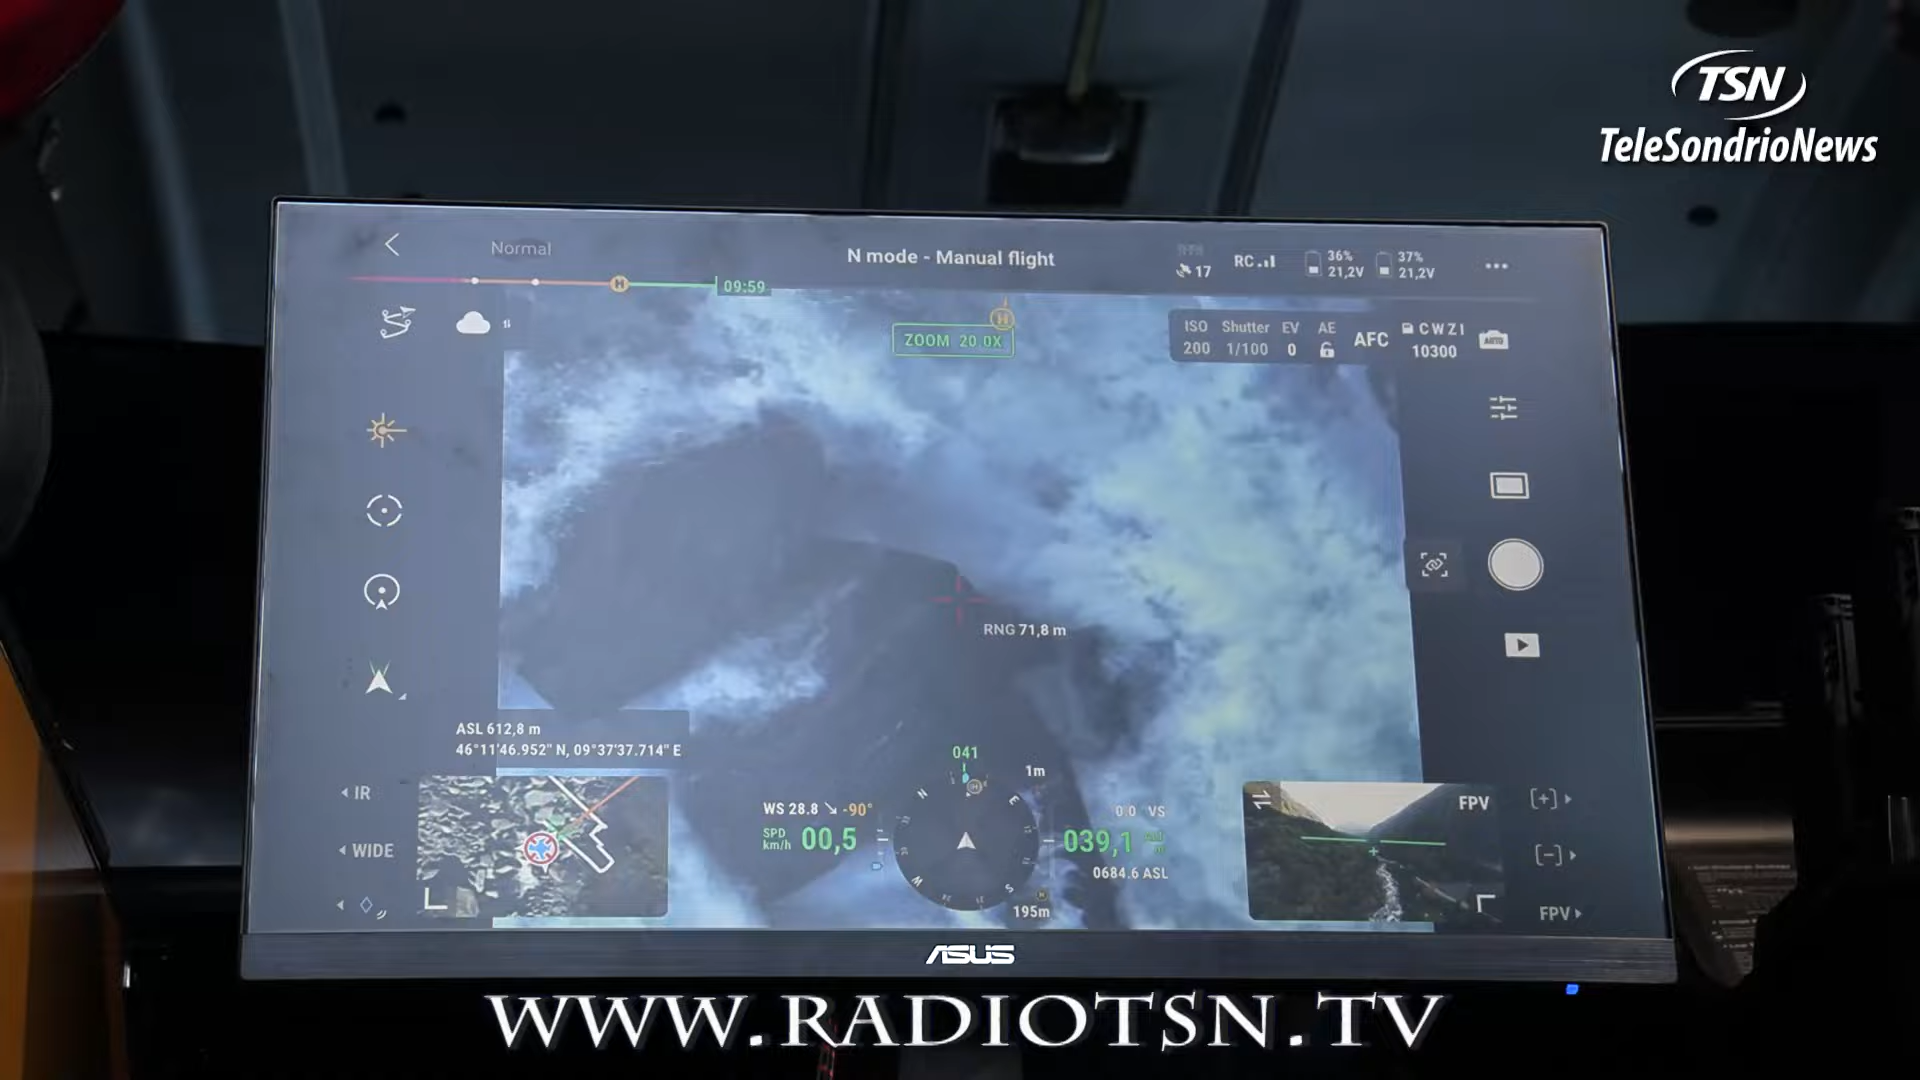 TSN
TeleSondrioNews
Normal
N mode - Manual flight
17
RC
36%
21,2V
37%
21,2V
09:59
H
H
ZOOM 20.0X
ISO Shutter EV AE
200 1/100 0
AFC
CWZ1
10300
AUTO
RNG 71,8 m
ASL 612,8 m
46°11'46.952" N, 09°37'37.714" E
IR
WIDE
041
1m
WS 28.8 ↘ -90°
SPD
km/h
00,5
N
E
S
W
H
0.0 VS
039,1
0684.6 ASL
195m
FPV
FPV
ASUS
WWW.RADIOTSN.TV